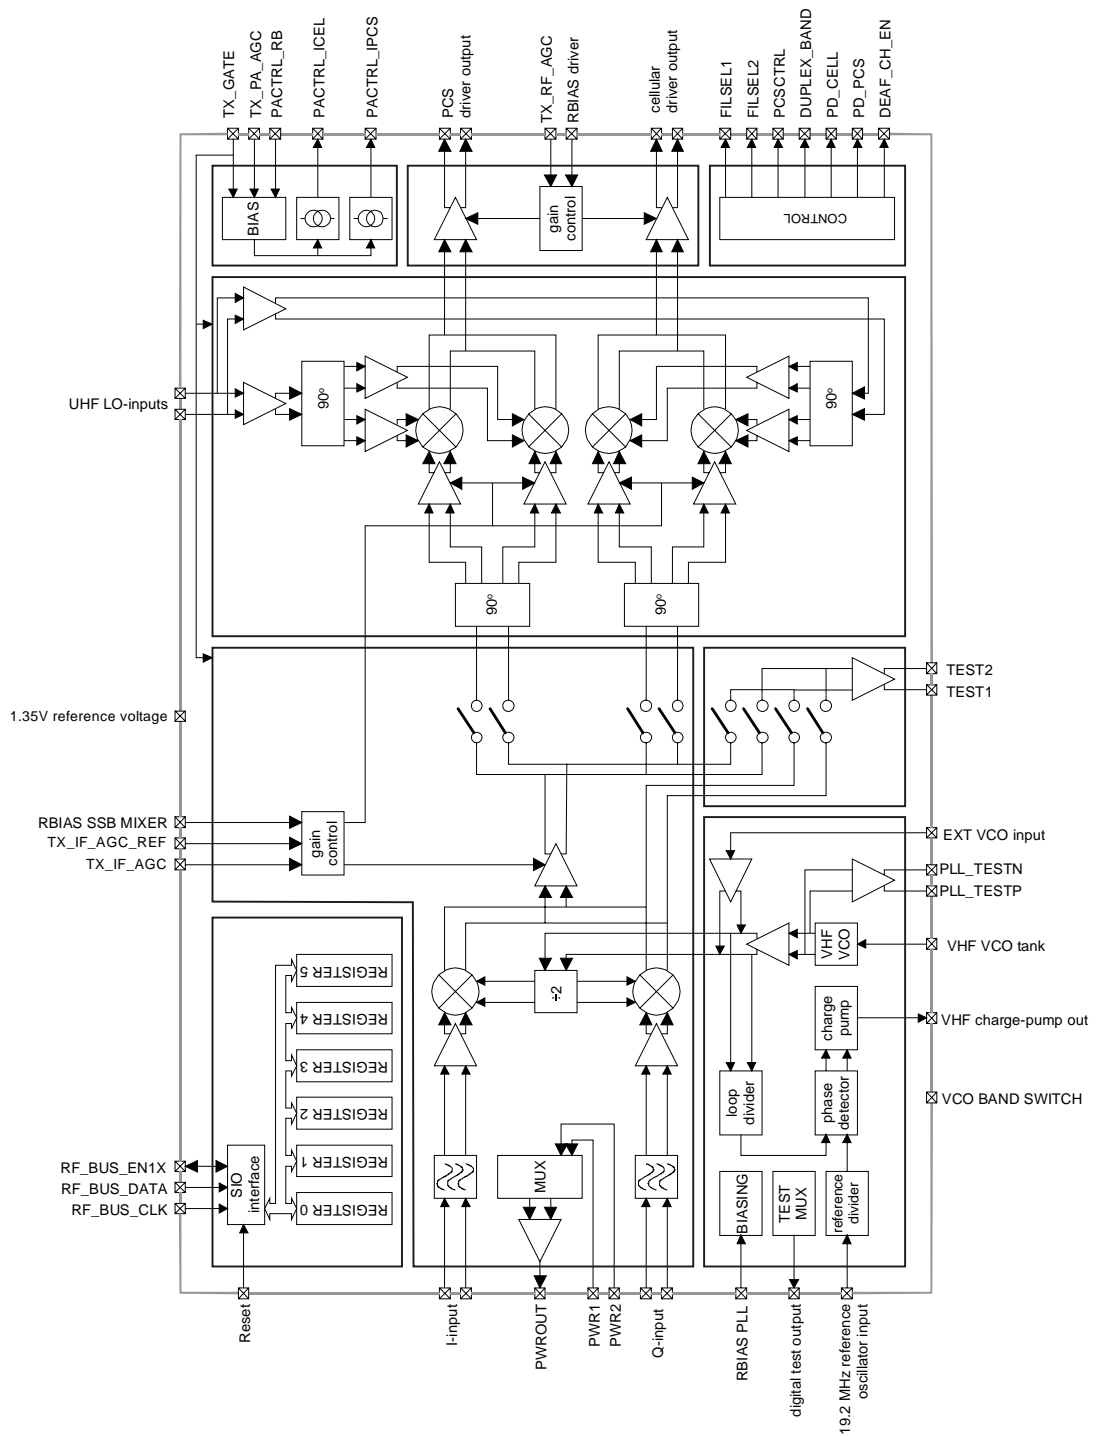 TX_GATE
TX_PA_AGC
PACTRL_RB
PACTRL_ICEL
PACTRL_IPCS
PCS
driver output
TX_RF_AGC
RBIAS driver
cellular
driver output
FILSEL1
FILSEL2
PCSCTRL
DUPLEX_BAND
PD_CELL
PD_PCS
DEAF_CH_EN
BIAS
gain
control
CONTROL
UHF LO-inputs
90°
90°
90°
90°
TEST2
TEST1
1.35V reference voltage
RBIAS SSB MIXER
TX_IF_AGC_REF
TX_IF_AGC
gain
control
EXT VCO input
PLL_TESTN
PLL_TESTP
VHF
VCO
VHF VCO tank
÷2
REGISTER 5
REGISTER 4
REGISTER 3
REGISTER 2
REGISTER 1
REGISTER 0
charge
pump
VHF charge-pump out
loop
divider
phase
detector
VCO BAND SWITCH
RF_BUS_EN1X
RF_BUS_DATA
RF_BUS_CLK
SIO
interface
MUX
BIASING
TEST
MUX
reference
divider
Reset
I-input
PWROUT
PWR1
PWR2
Q-input
RBIAS PLL
digital test output
19.2 MHz reference
oscillator input